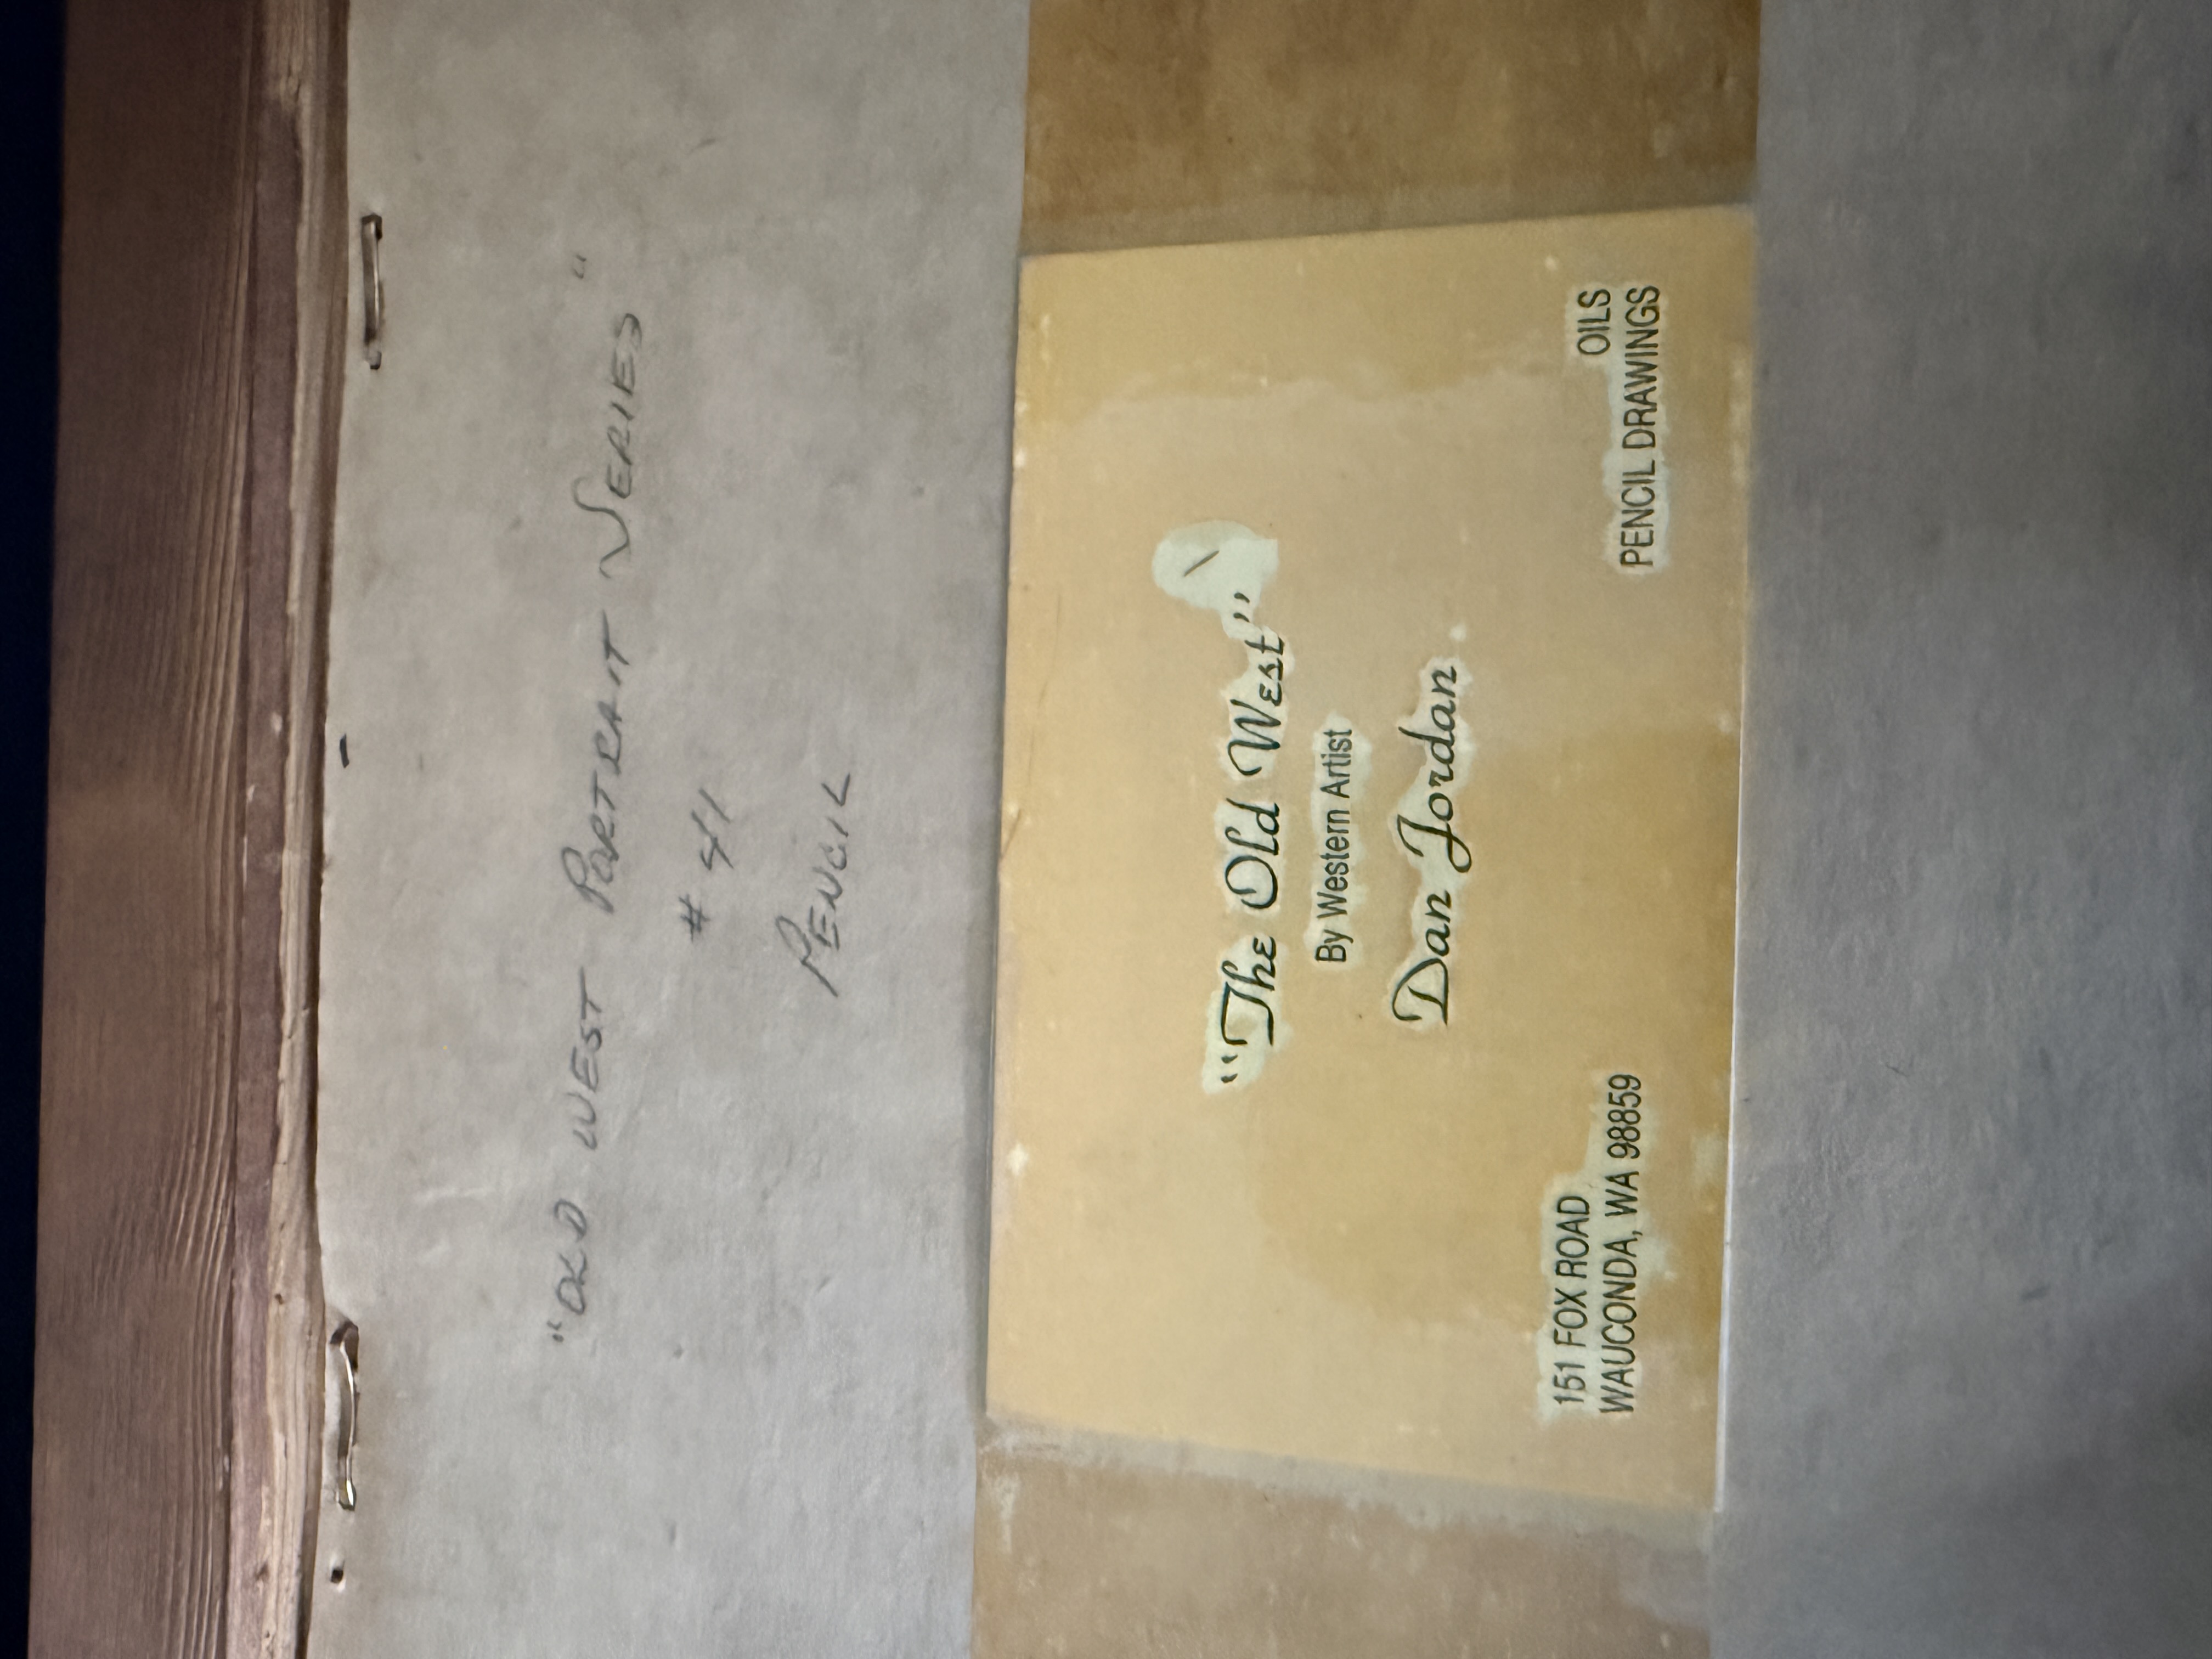 "OLD WEST PORTRAIT SERIES"
# 41
PENCIL
"The Old West"
By Western Artist
Dan Jordan
151 FOX ROAD
WAUCONDA, WA 98859
OILS
PENCIL DRAWINGS